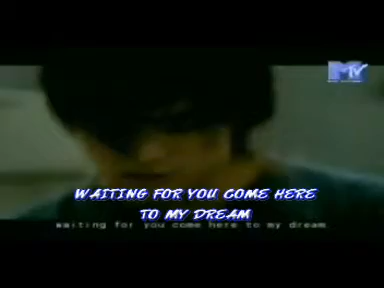 MTV
WAITING FOR YOU COME HERE
TO MY DREAM
waiting for you come here to my dream